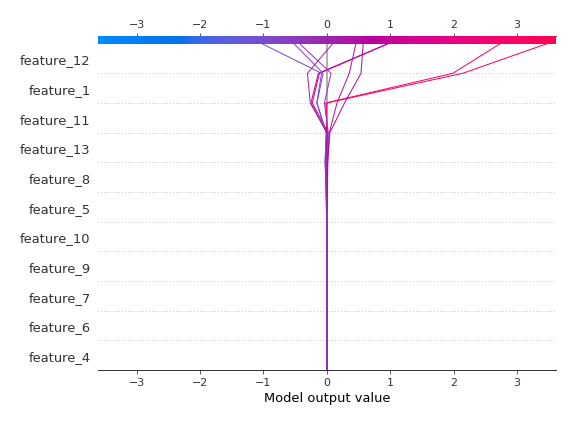 −3 −2 −1 0 1 2 3
feature_12
feature_1
feature_11
feature_13
feature_8
feature_5
feature_10
feature_9
feature_7
feature_6
feature_4
−3 −2 −1 0 1 2 3
Model output value